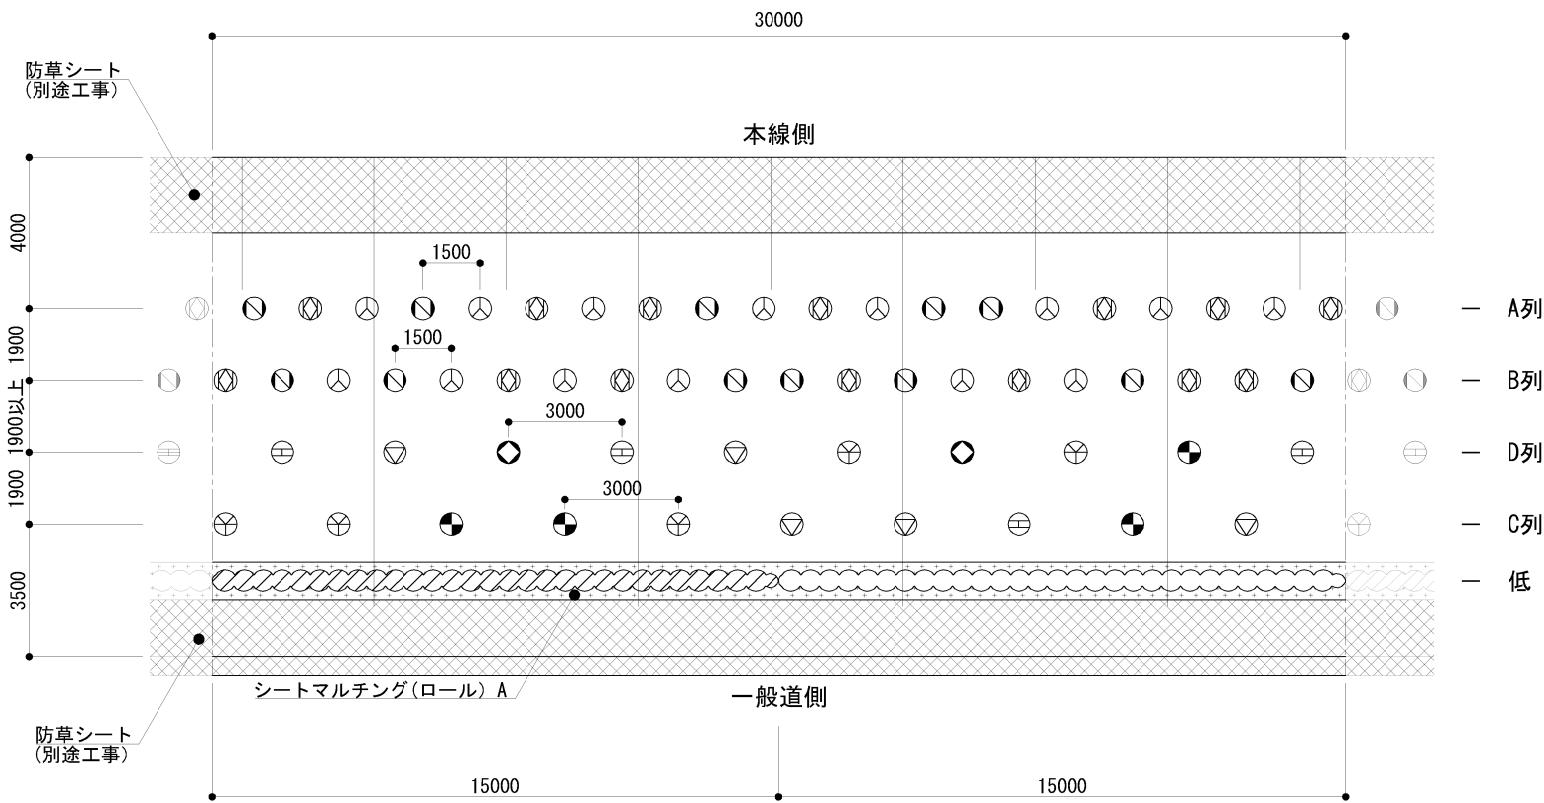 30000
防草シート
(別途工事)
本線側
4000
1500
A列
1900
1500
B列
1900以上
3000
D列
1900
3000
C列
3500
低
シートマルチング(ロール) A
一般道側
防草シート
(別途工事)
15000
15000